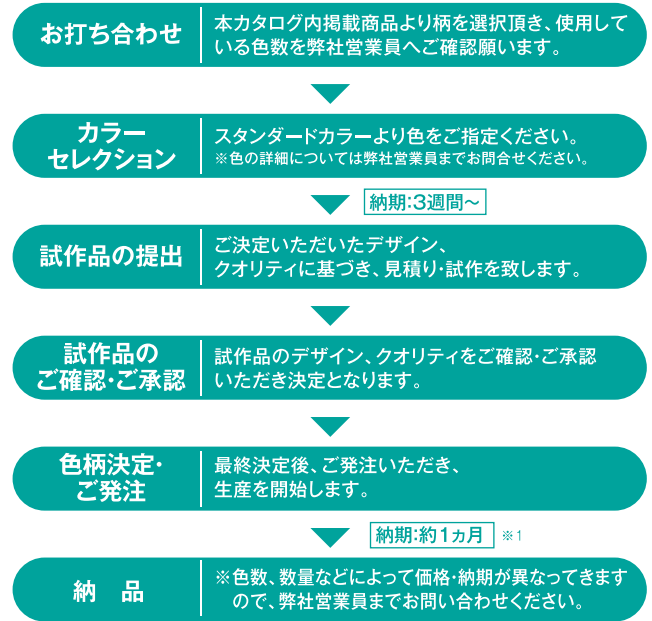 お打ち合わせ
本カタログ内掲載商品より柄を選択頂き、使用して
いる色数を弊社営業員へご確認願います。
カラー
セレクション
スタンダードカラーより色をご指定ください。
※色の詳細については弊社営業員までお問合せください。
納期:3週間～
試作品の提出
ご決定いただいたデザイン、
クオリティに基づき、見積り・試作を致します。
試作品の
ご確認・ご承認
試作品のデザイン、クオリティをご確認・ご承認
いただき決定となります。
色柄決定・
ご発注
最終決定後、ご発注いただき、
生産を開始します。
納期:約1ヵ月 ※1
納　品
※色数、数量などによって価格・納期が異なってきます
ので、弊社営業員までお問い合わせください。